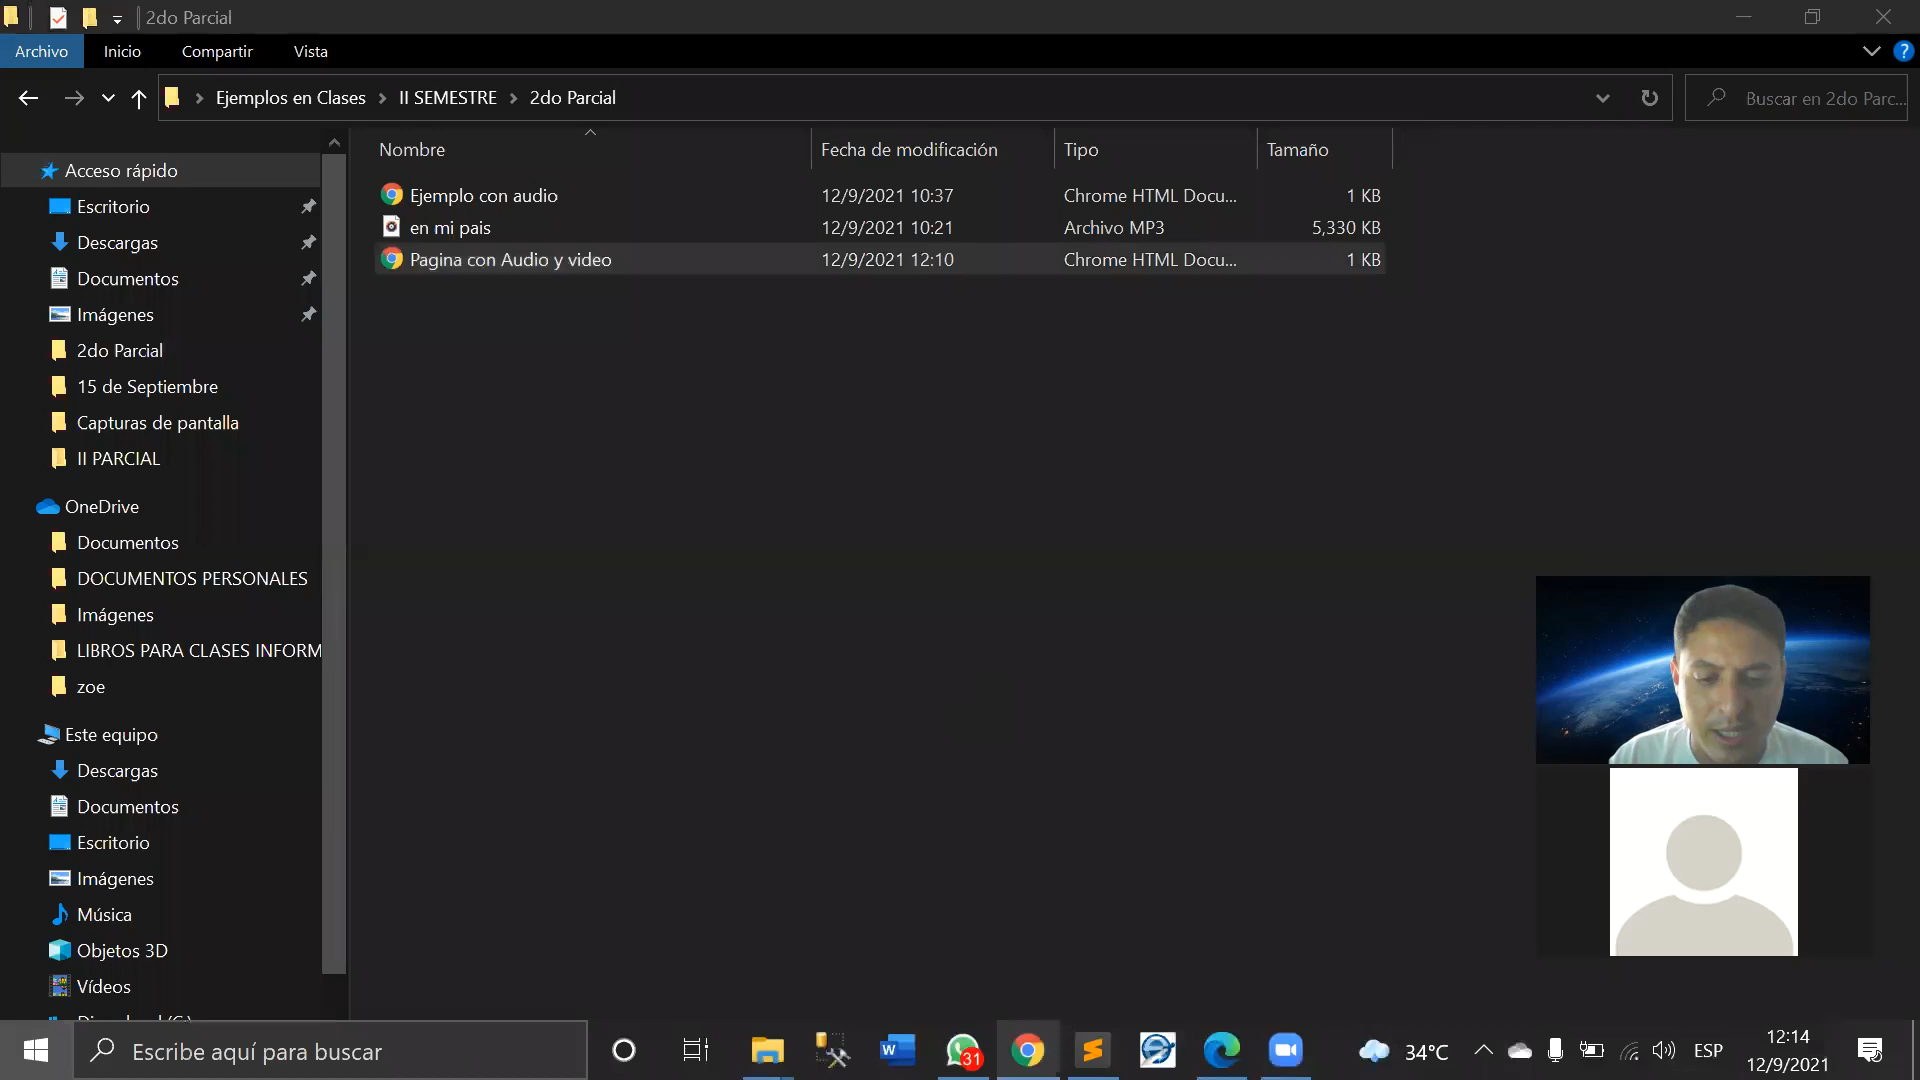 2do Parcial
Archivo Inicio Compartir Vista
Ejemplos en Clases II SEMESTRE 2do Parcial
Buscar en 2do Parc...
Nombre Fecha de modificación Tipo Tamaño
Ejemplo con audio 12/9/2021 10:37 Chrome HTML Docu... 1 KB
en mi pais 12/9/2021 10:21 Archivo MP3 5,330 KB
Pagina con Audio y video 12/9/2021 12:10 Chrome HTML Docu... 1 KB
Acceso rápido
Escritorio
Descargas
Documentos
Imágenes
2do Parcial
15 de Septiembre
Capturas de pantalla
II PARCIAL
OneDrive
Documentos
DOCUMENTOS PERSONALES
Imágenes
LIBROS PARA CLASES INFORM
zoe
Este equipo
Descargas
Documentos
Escritorio
Imágenes
Música
Objetos 3D
Vídeos
Escribe aquí para buscar
31
34°C
ESP
12:14
12/9/2021